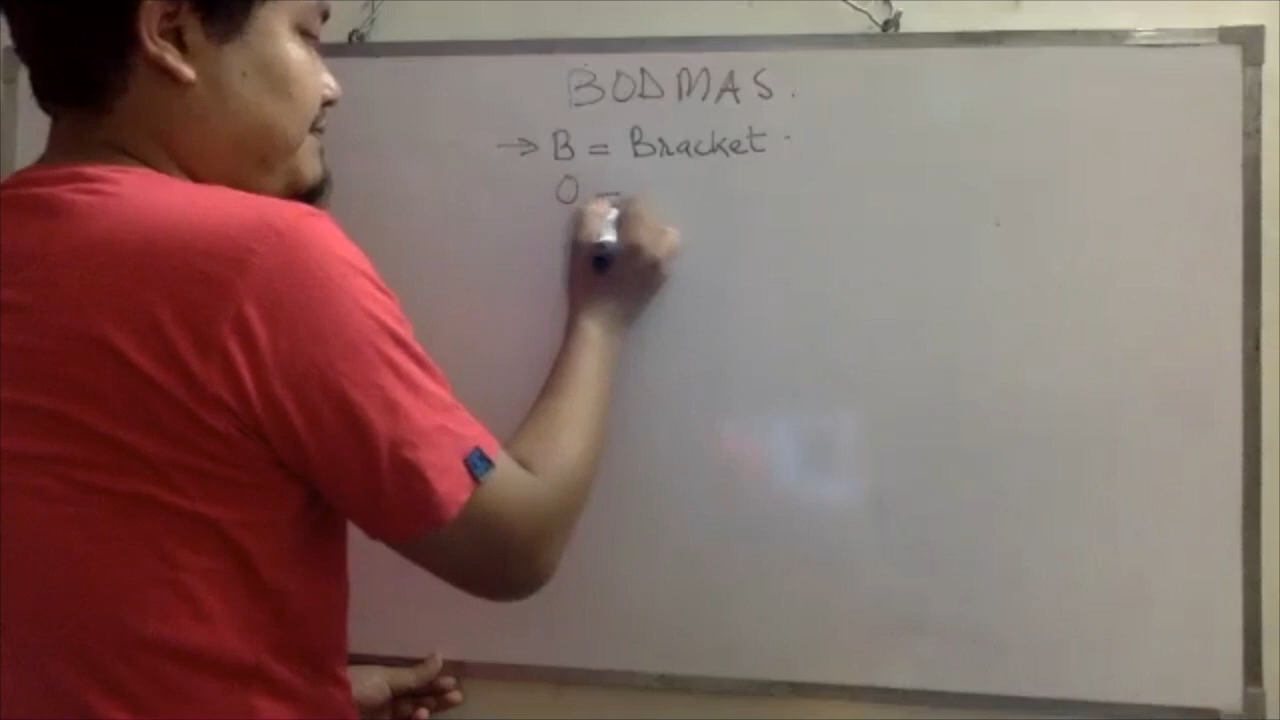 BODMAS.
→ B = Bracket.
O –